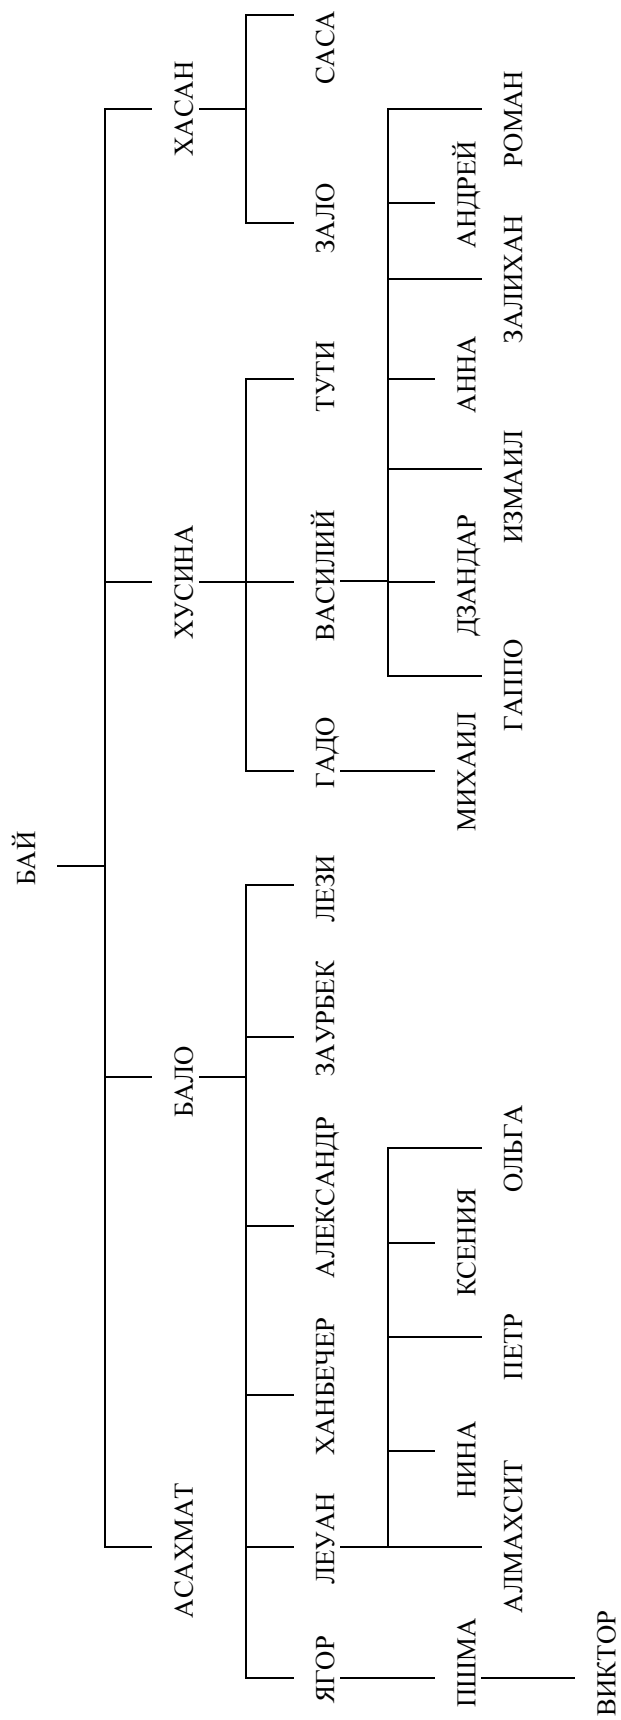 БАЙ
АСАХМАТ
БАЛО
ХУСИНА
ХАСАН
ЯГОР
ЛЕУАН
ХАНБЕЧЕР
АЛЕКСАНДР
ЗАУРБЕК
ЛЕЗИ
ГАДО
ВАСИЛИЙ
ТУТИ
ЗАЛО
САСА
ПШМА
НИНА
КСЕНИЯ
МИХАИЛ
ДЗАНДАР
АННА
АНДРЕЙ
АЛМАХСИТ
ПЕТР
ОЛЬГА
ГАППО
ИЗМАИЛ
ЗАЛИХАН
РОМАН
ВИКТОР